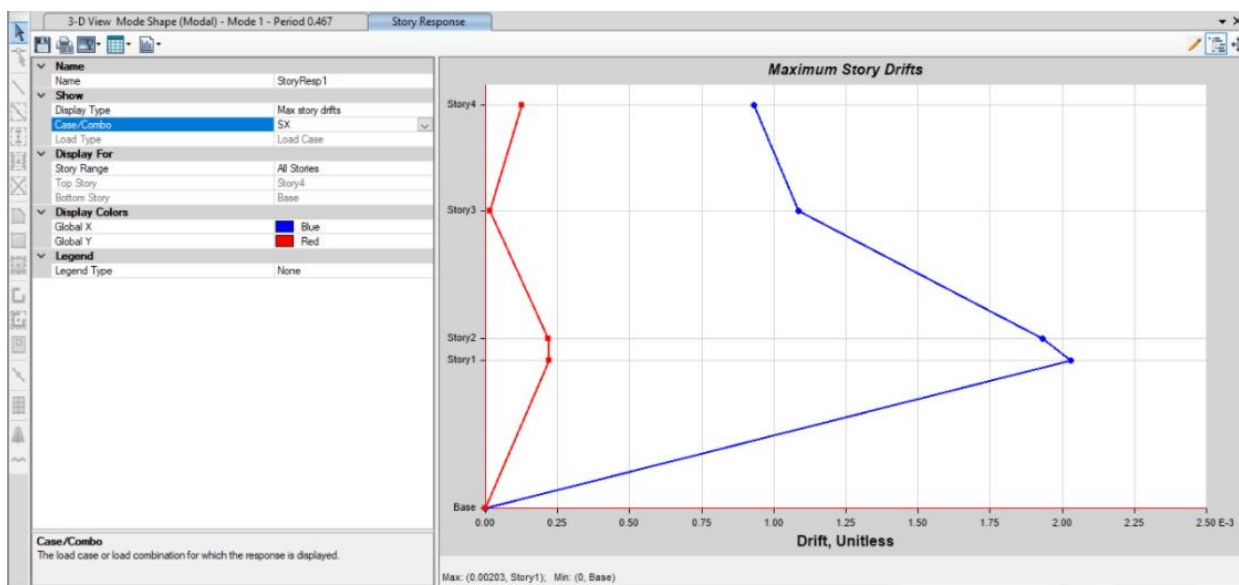 3-D View Mode Shape (Modal) - Mode 1 - Period 0.467
Story Response
Name
Name StoryResp1
Show
Display Type Max story drifts
Case/Combo SX
Load Type Load Case
Display For
Story Range All Stories
Top Story Story4
Bottom Story Base
Display Colors
Global X Blue
Global Y Red
Legend
Legend Type None
Case/Combo
The load case or load combination for which the response is displayed.
Maximum Story Drifts
Story4
Story3
Story2
Story1
Base
0.00 0.25 0.50 0.75 1.00 1.25 1.50 1.75 2.00 2.25 2.50 E-3
Drift, Unitless
Max: (0.00203, Story1); Min: (0, Base)